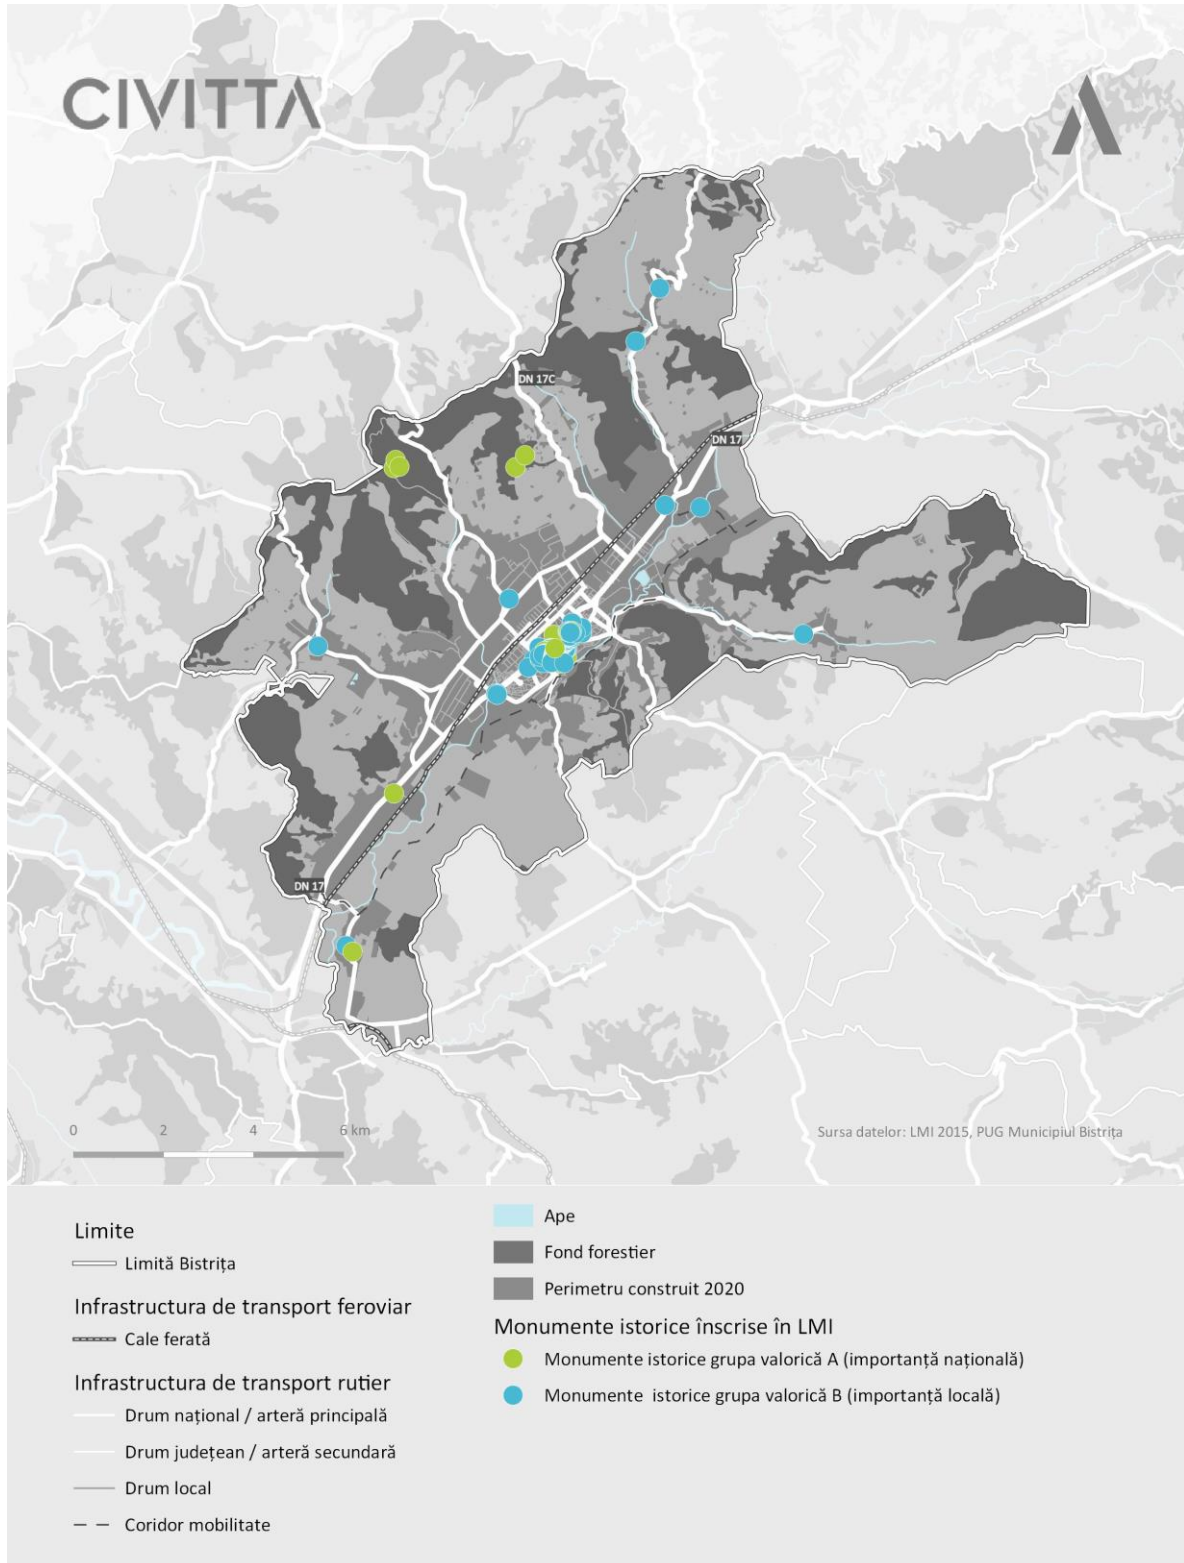 CIVITTA
DN 17C
DN 17
DN 17
0 2 4 6 km
Sursa datelor: LMI 2015, PUG Municipiul Bistrița
Limite
Limită Bistrița
Infrastructura de transport feroviar
Cale ferată
Infrastructura de transport rutier
Drum național / arteră principală
Drum județean / arteră secundară
Drum local
Coridor mobilitate
Ape
Fond forestier
Perimetru construit 2020
Monumente istorice înscrise în LMI
Monumente istorice grupa valorică A (importanță națională)
Monumente istorice grupa valorică B (importanță locală)